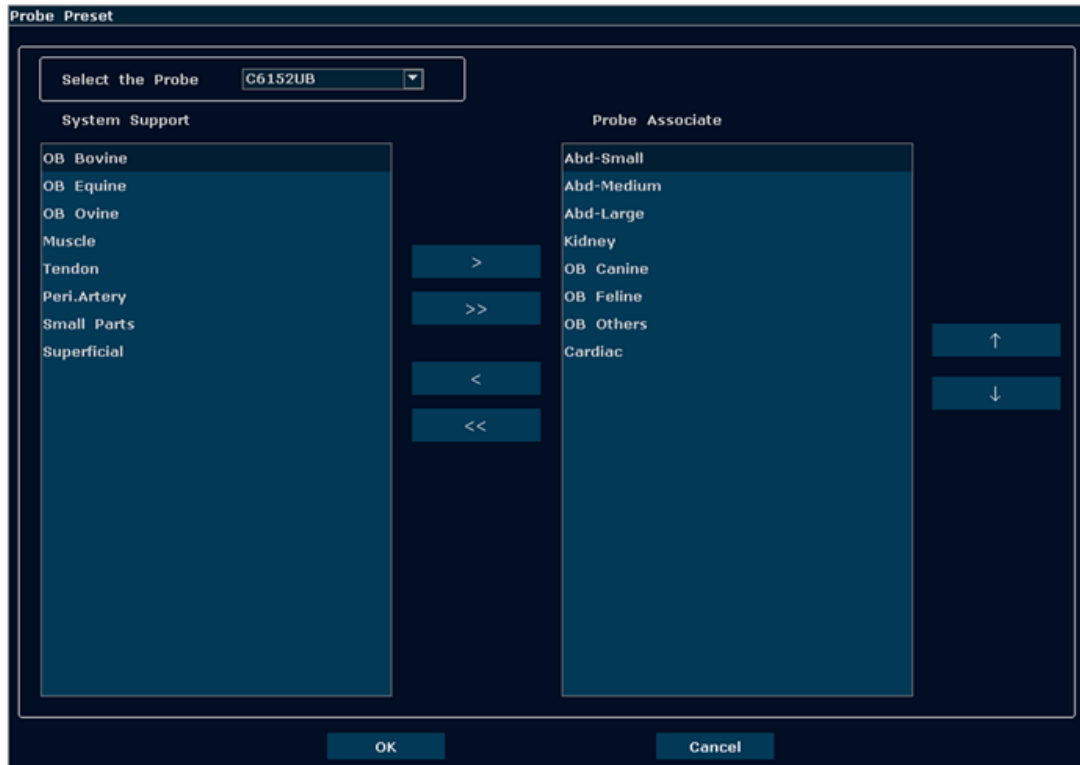 Probe Preset
Select the Probe C6152UB
System Support
OB Bovine
OB Equine
OB Ovine
Muscle
Tendon
Peri.Artery
Small Parts
Superficial
>
>>
<
<<
Probe Associate
Abd-Small
Abd-Medium
Abd-Large
Kidney
OB Canine
OB Feline
OB Others
Cardiac
↑
↓
OK Cancel